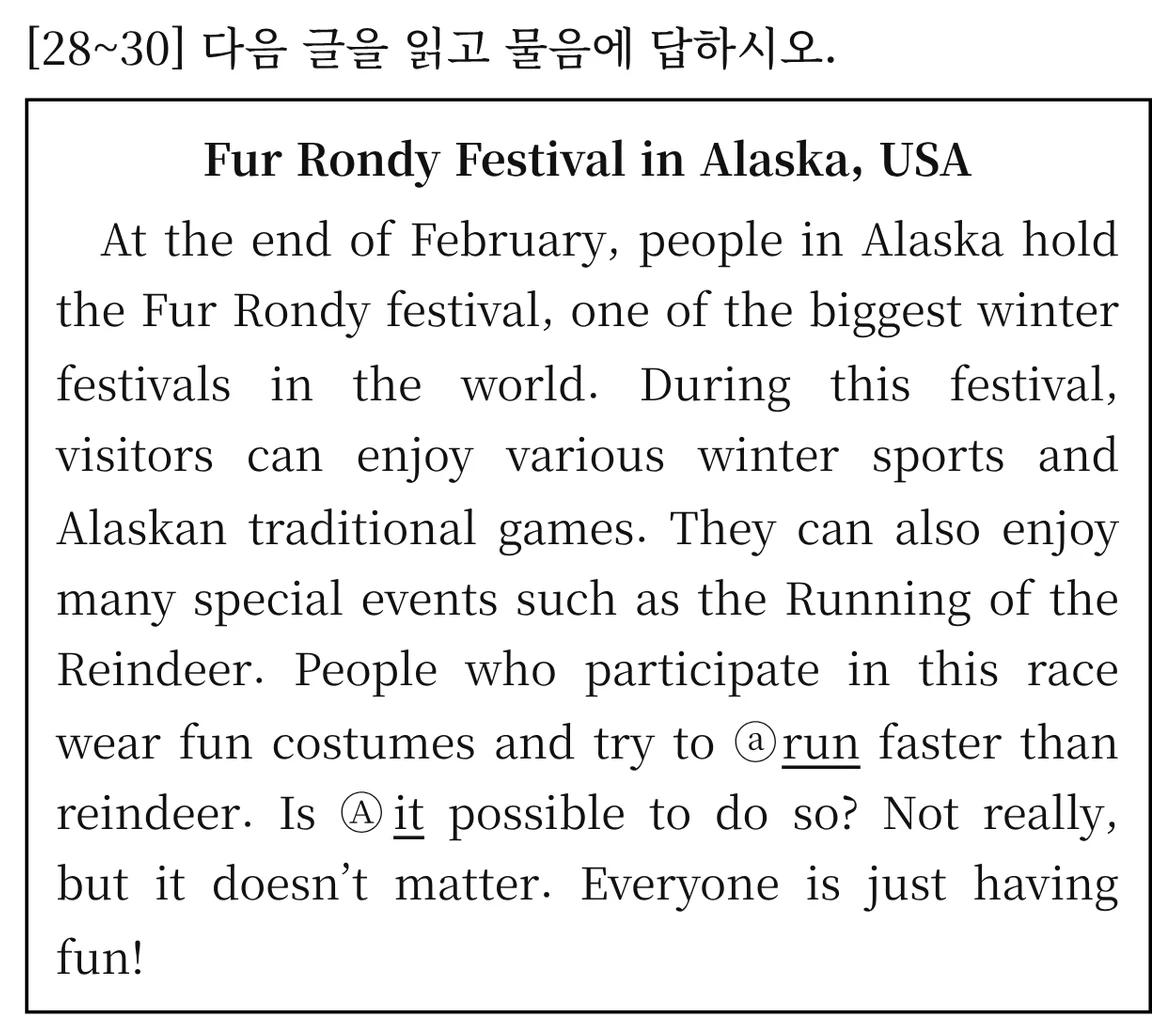 [28~30] 다음 글을 읽고 물음에 답하시오.
Fur Rondy Festival in Alaska, USA
At the end of February, people in Alaska hold
the Fur Rondy festival, one of the biggest winter
festivals in the world. During this festival,
visitors can enjoy various winter sports and
Alaskan traditional games. They can also enjoy
many special events such as the Running of the
Reindeer. People who participate in this race
wear fun costumes and try to ⓐrun faster than
reindeer. Is Ⓐ it possible to do so? Not really,
but it doesn’t matter. Everyone is just having
fun!